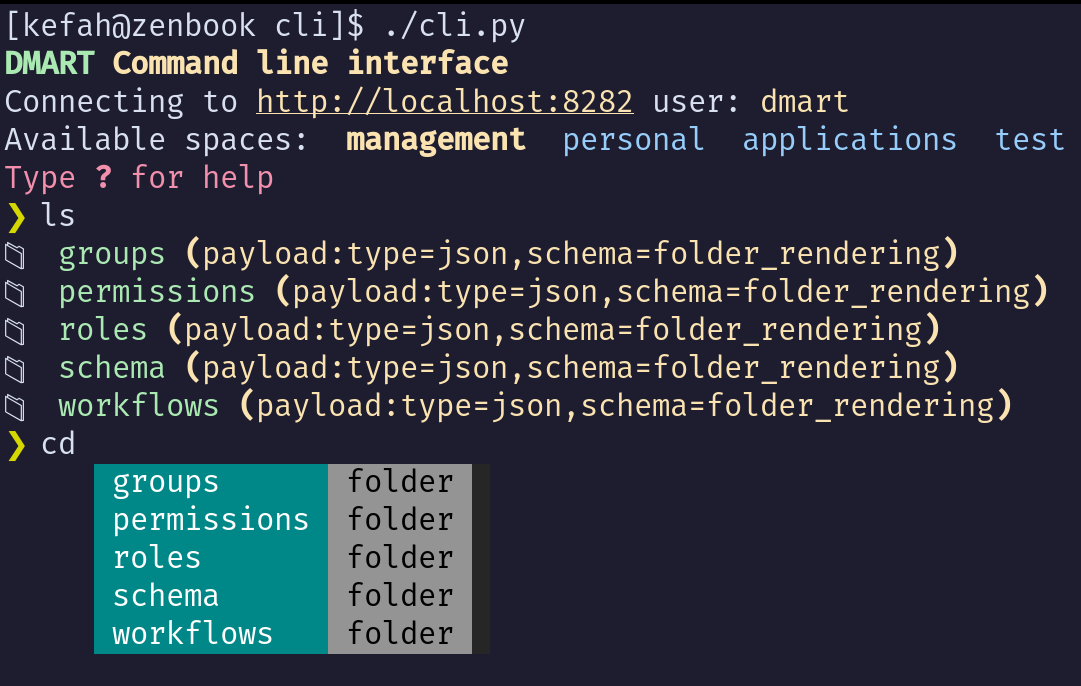 [kefah@zenbook cli]$ ./cli.py
DMART Command line interface
Connecting to http://localhost:8282 user: dmart
Available spaces:  management  personal  applications  test
Type ? for help
❯ ls
groups (payload:type=json,schema=folder_rendering)
permissions (payload:type=json,schema=folder_rendering)
roles (payload:type=json,schema=folder_rendering)
schema (payload:type=json,schema=folder_rendering)
workflows (payload:type=json,schema=folder_rendering)
❯ cd
groups folder
permissions folder
roles folder
schema folder
workflows folder